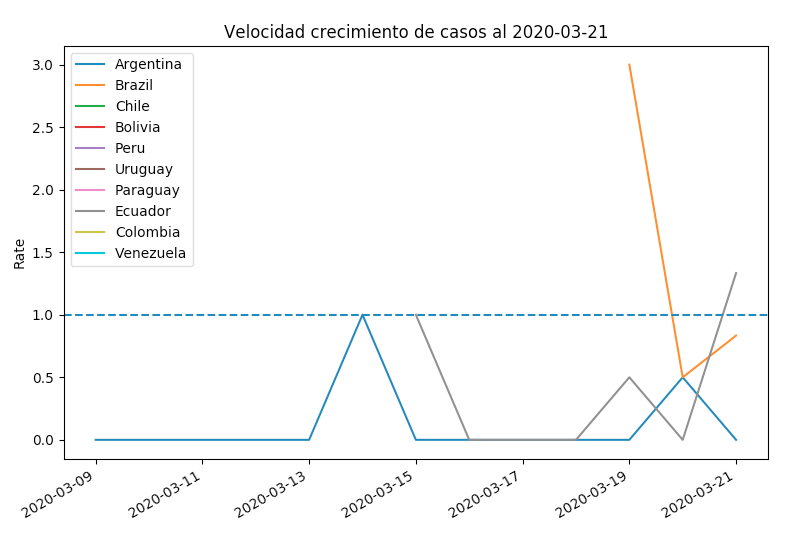 Velocidad crecimiento de casos al 2020-03-21
Argentina
Brazil
Chile
Bolivia
Peru
Uruguay
Paraguay
Ecuador
Colombia
Venezuela
Rate
3.0
2.5
2.0
1.5
1.0
0.5
0.0
2020-03-09
2020-03-11
2020-03-13
2020-03-15
2020-03-17
2020-03-19
2020-03-21